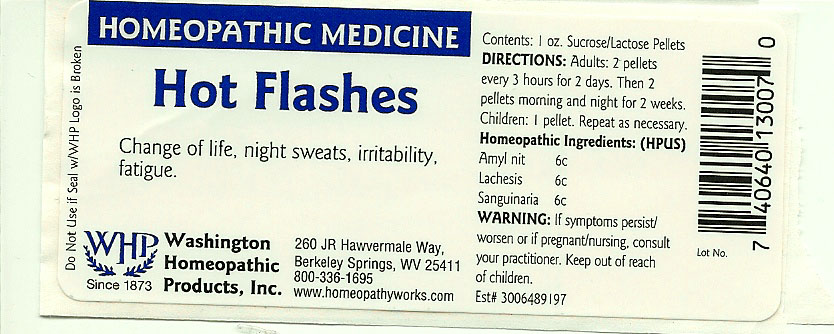 Do Not Use if Seal w/WHP Logo is Broken
HOMEOPATHIC MEDICINE
Hot Flashes
Change of life, night sweats, irritability,
fatigue.
WHP
Since 1873
Washington
Homeopathic
Products, Inc.
260 JR Hawvermale Way,
Berkeley Springs, WV 25411
800-336-1695
www.homeopathyworks.com
Contents: 1 oz. Sucrose/Lactose Pellets
DIRECTIONS: Adults: 2 pellets
every 3 hours for 2 days. Then 2
pellets morning and night for 2 weeks.
Children: 1 pellet. Repeat as necessary.
Homeopathic Ingredients: (HPUS)
Amyl nit 6c
Lachesis 6c
Sanguinaria 6c
WARNING: If symptoms persist/
worsen or if pregnant/nursing, consult
your practitioner. Keep out of reach
of children.
Est# 3006489197
Lot No.
7 40640 13007 0